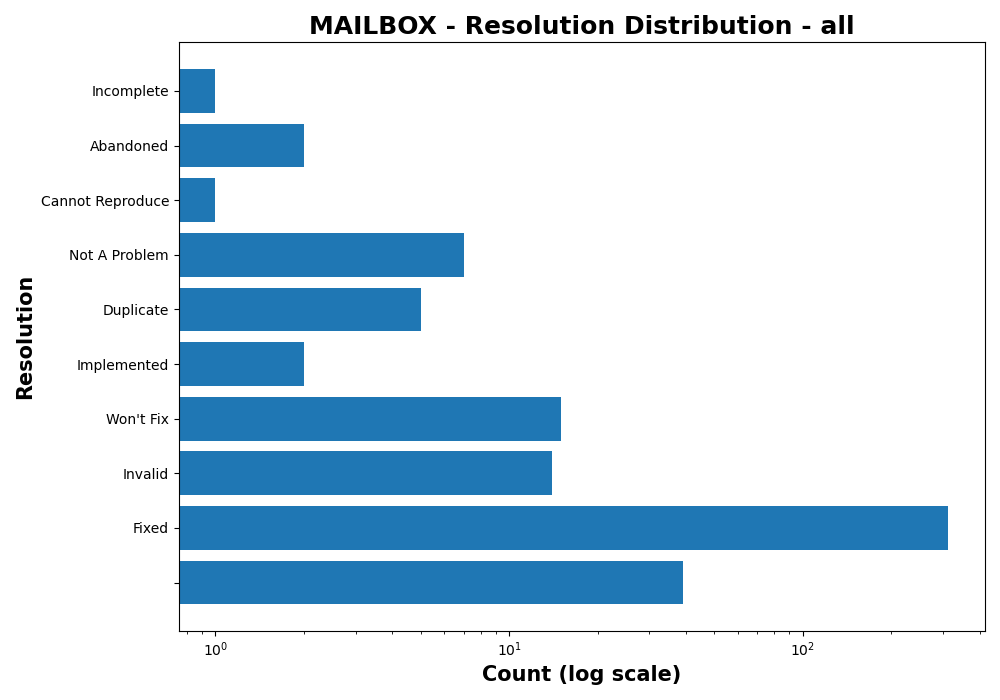 MAILBOX - Resolution Distribution - all
Incomplete
Abandoned
Cannot Reproduce
Not A Problem
Duplicate
Implemented
Won't Fix
Invalid
Fixed
Resolution
10⁰ 10¹ 10²
Count (log scale)